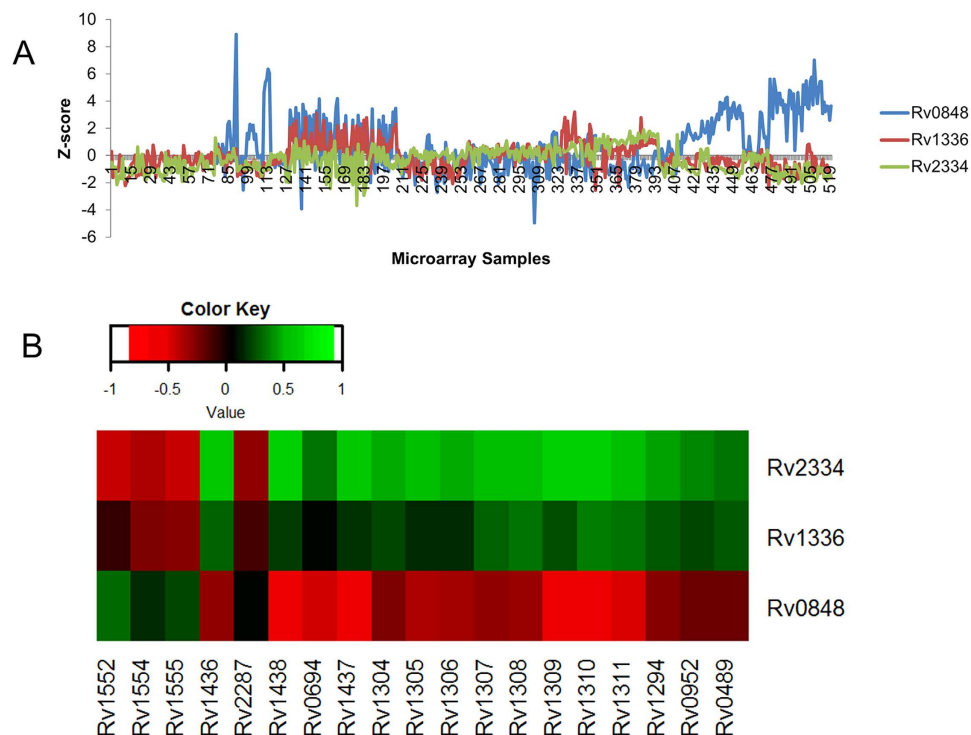 A
10
8
6
4
2
0
-2
-4
-6
Z-score
1 15 29 43 57 71 85 99 113 127 141 155 169 183 197 211 225 239 253 267 281 295 309 323 337 351 365 379 393 407 421 435 449 463 477 491 505 519
Microarray Samples
Rv0848
Rv1336
Rv2334
B
Color Key
-1 -0.5 0 0.5 1
Value
Rv2334
Rv1336
Rv0848
Rv1552
Rv1554
Rv1555
Rv1436
Rv2287
Rv1438
Rv0694
Rv1437
Rv1304
Rv1305
Rv1306
Rv1307
Rv1308
Rv1309
Rv1310
Rv1311
Rv1294
Rv0952
Rv0489